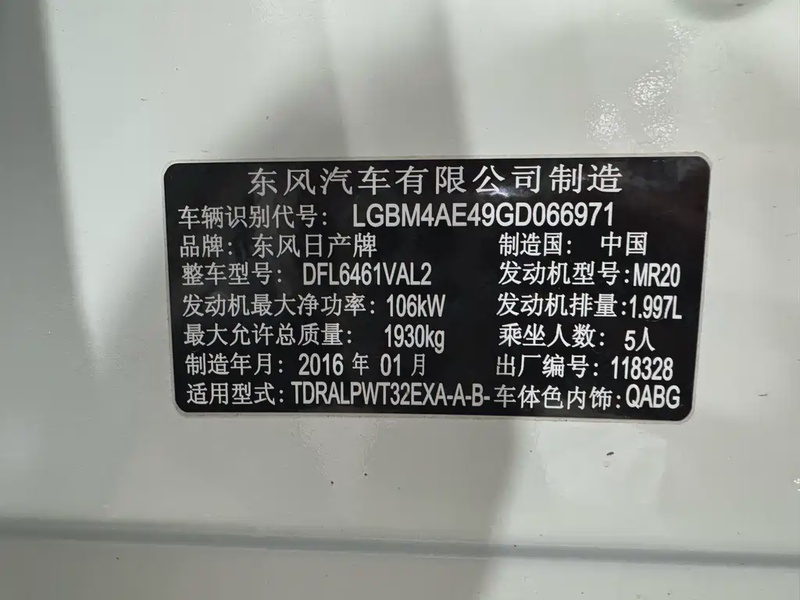 东风汽车有限公司制造
车辆识别代号: LGBM4AE49GD066971
品牌: 东风日产牌 制造国: 中国
整车型号: DFL6461VAL2 发动机型号:MR20
发动机最大净功率: 106kW 发动机排量:1.997L
最大允许总质量: 1930kg 乘坐人数: 5人
制造年月: 2016 年 01 月 出厂编号: 118328
适用型式: TDRALPWT32EXA-A-B- 车体色内饰:QABG